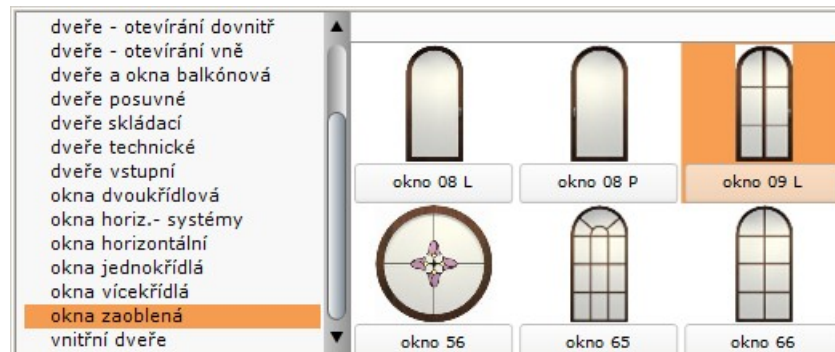 dveře - otevírání dovnitř
dveře - otevírání vně
dveře a okna balkónová
dveře posuvné
dveře skládací
dveře technické
dveře vstupní
okna dvoukřídlová
okna horiz.- systémy
okna horizontální
okna jednokřídlá
okna vícekřídlá
okna zaoblená
vnitřní dveře
okno 08 L
okno 08 P
okno 09 L
okno 56
okno 65
okno 66